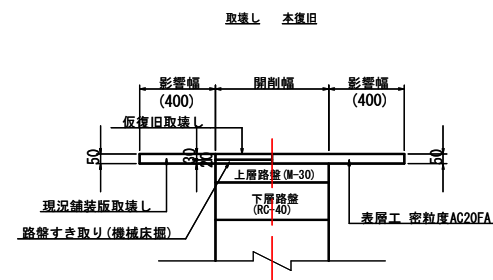 取壊し 本復旧
影響幅 開削幅 影響幅
(400) (400)
仮復旧取壊し
50 30 20 50
上層路盤(M-30)
下層路盤
(RC-40)
現況舗装版取壊し
表層工 密粒度AC20FA
路盤すき取り(機械床掘)